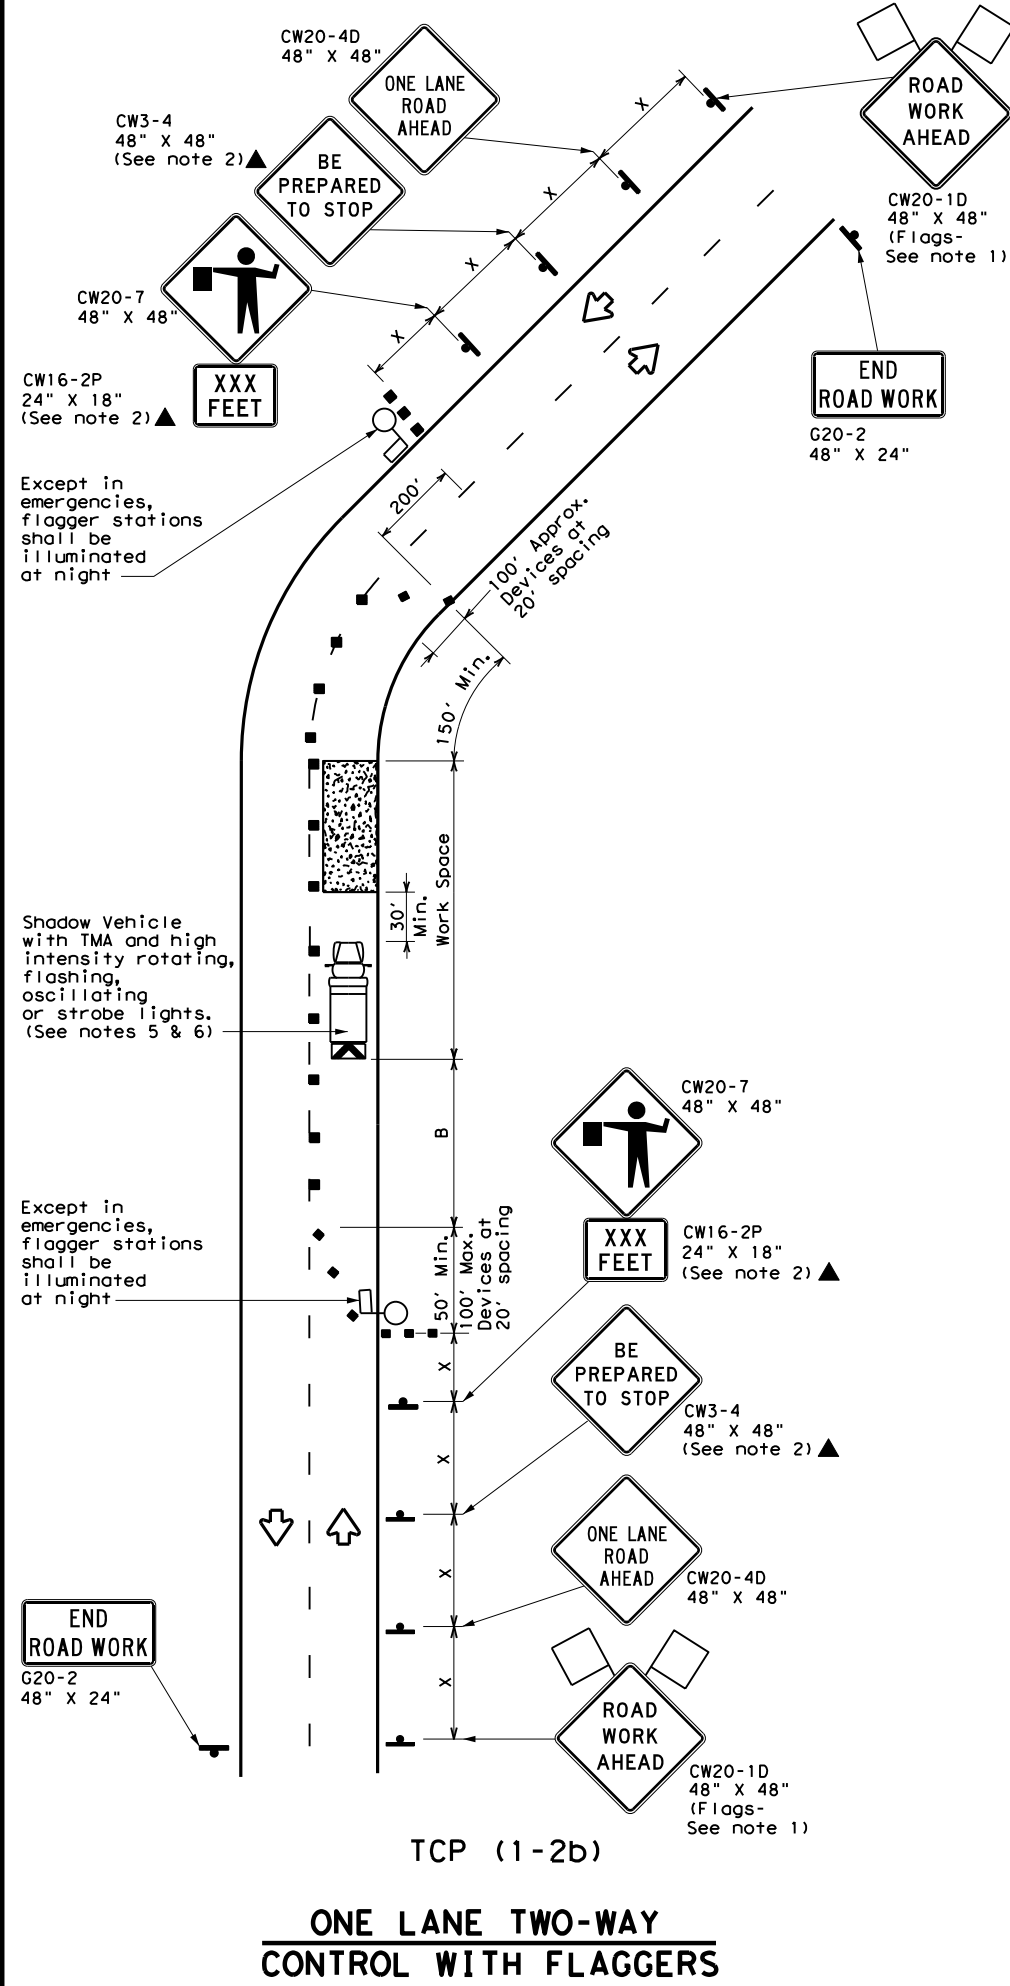 CW20-4D
48" X 48"
ONE LANE
ROAD
AHEAD
ROAD
WORK
AHEAD
CW20-1D
48" X 48"
(Flags-
See note 1)
CW3-4
48" X 48"
(See note 2)
BE
PREPARED
TO STOP
CW20-7
48" X 48"
CW16-2P
24" X 18"
(See note 2)
XXX
FEET
X
X
X
X
END
ROAD WORK
G20-2
48" X 24"
Except in
emergencies,
flagger stations
shall be
illuminated
at night
200'
100' Approx.
Devices at
20' spacing
150' Min.
Work Space
30'
Min.
Shadow Vehicle
with TMA and high
intensity rotating,
flashing,
oscillating
or strobe lights.
(See notes 5 & 6)
B
CW20-7
48" X 48"
XXX
FEET
CW16-2P
24" X 18"
(See note 2)
Except in
emergencies,
flagger stations
shall be
illuminated
at night
50' Min.
100' Max.
Devices at
20' spacing
X
X
X
X
BE
PREPARED
TO STOP
CW3-4
48" X 48"
(See note 2)
ONE LANE
ROAD
AHEAD
CW20-4D
48" X 48"
END
ROAD WORK
G20-2
48" X 24"
ROAD
WORK
AHEAD
CW20-1D
48" X 48"
(Flags-
See note 1)
TCP (1-2b)
ONE LANE TWO-WAY
CONTROL WITH FLAGGERS